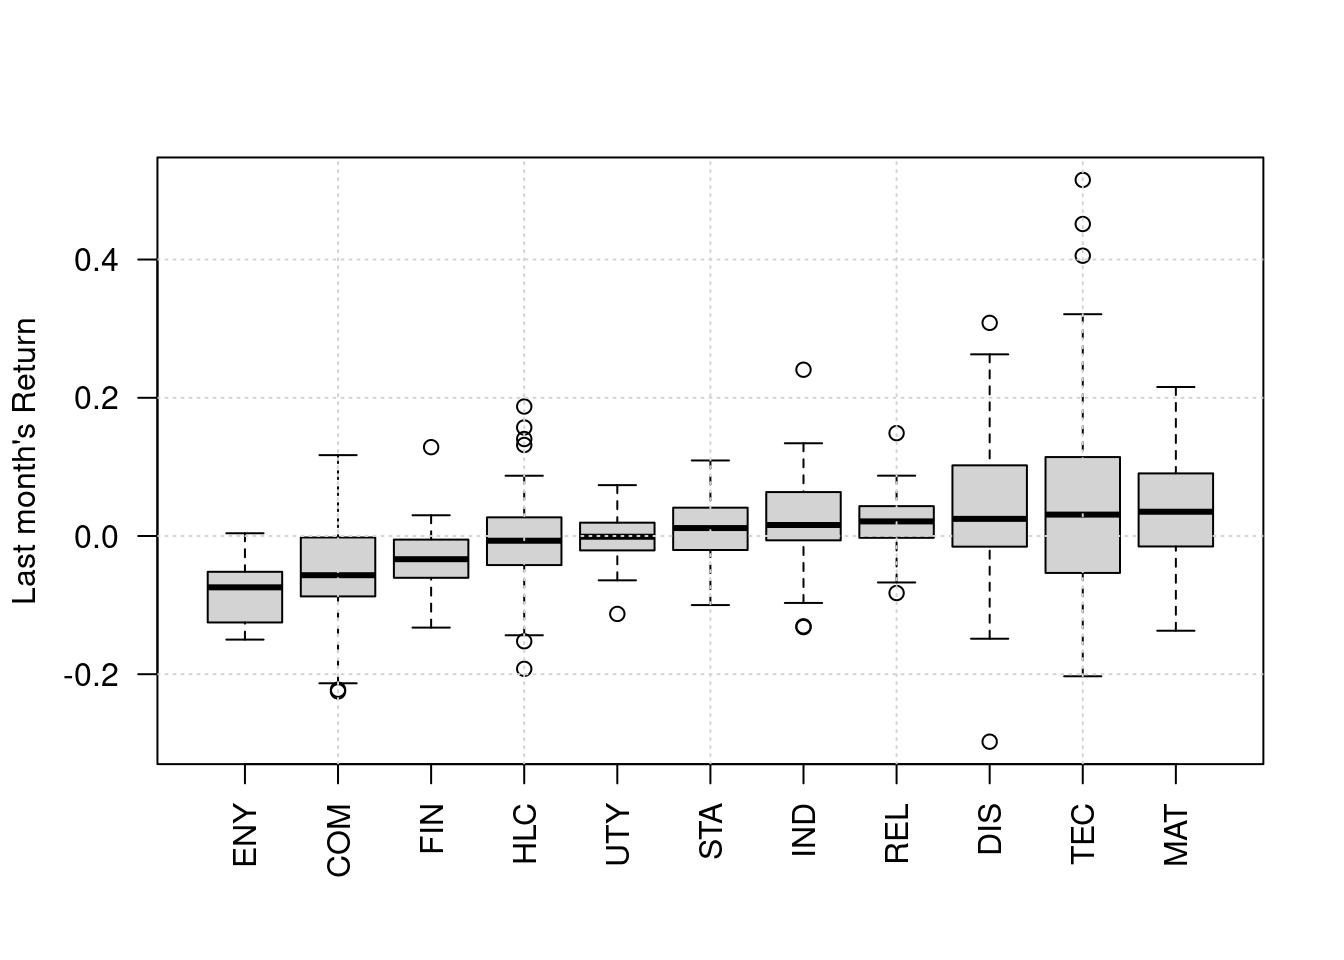 Last month's Return
0.4
0.2
0.0
-0.2
ENY
COM
FIN
HLC
UTY
STA
IND
REL
DIS
TEC
MAT